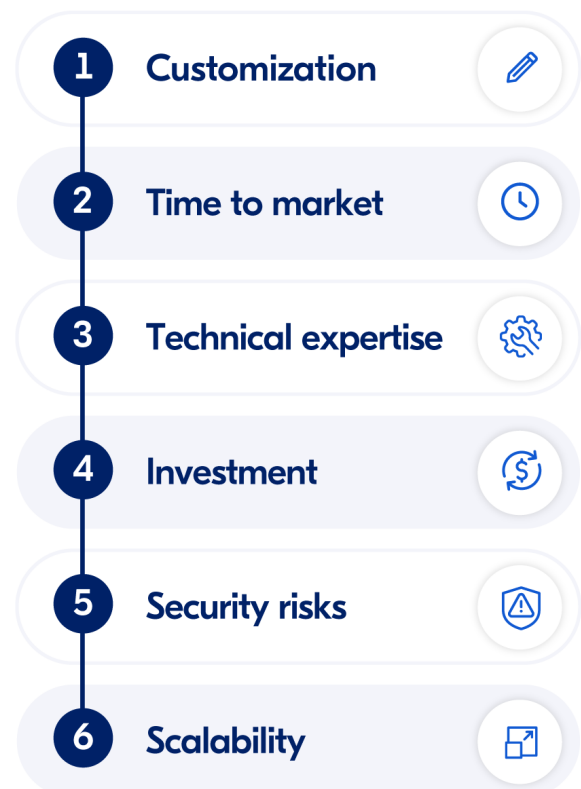 1 Customization
2 Time to market
3 Technical expertise
4 Investment
5 Security risks
6 Scalability